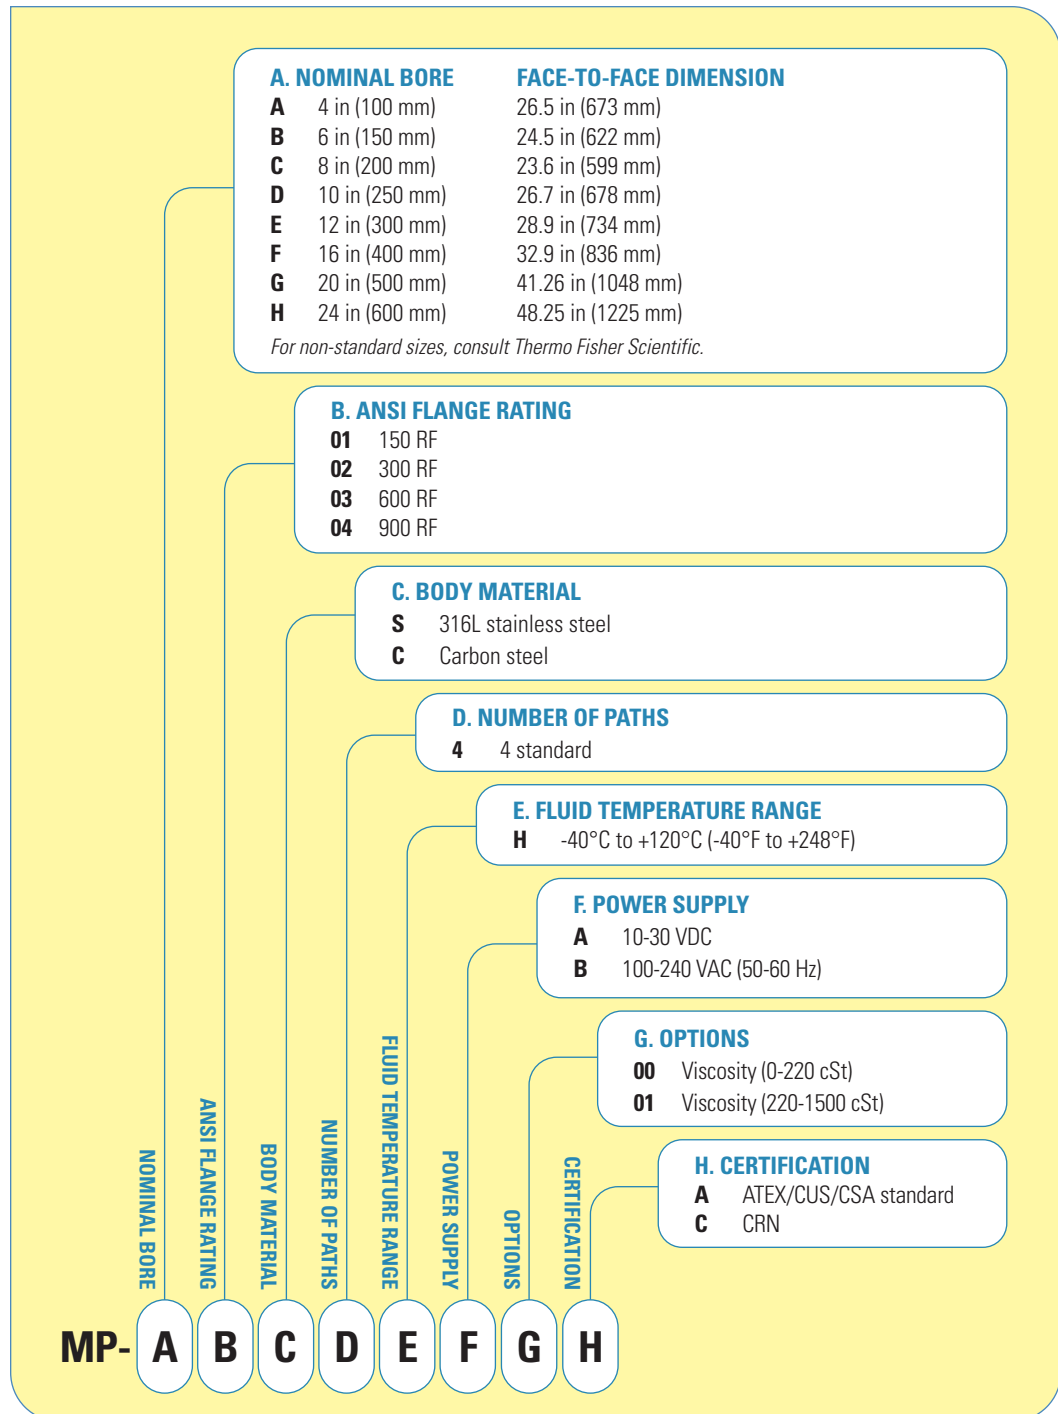 A. NOMINAL BORE FACE-TO-FACE DIMENSION
A 4 in (100 mm) 26.5 in (673 mm)
B 6 in (150 mm) 24.5 in (622 mm)
C 8 in (200 mm) 23.6 in (599 mm)
D 10 in (250 mm) 26.7 in (678 mm)
E 12 in (300 mm) 28.9 in (734 mm)
F 16 in (400 mm) 32.9 in (836 mm)
G 20 in (500 mm) 41.26 in (1048 mm)
H 24 in (600 mm) 48.25 in (1225 mm)
For non-standard sizes, consult Thermo Fisher Scientific.
B. ANSI FLANGE RATING
01 150 RF
02 300 RF
03 600 RF
04 900 RF
C. BODY MATERIAL
S 316L stainless steel
C Carbon steel
D. NUMBER OF PATHS
4 4 standard
E. FLUID TEMPERATURE RANGE
H -40°C to +120°C (-40°F to +248°F)
F. POWER SUPPLY
A 10-30 VDC
B 100-240 VAC (50-60 Hz)
G. OPTIONS
00 Viscosity (0-220 cSt)
01 Viscosity (220-1500 cSt)
H. CERTIFICATION
A ATEX/CUS/CSA standard
C CRN
NOMINAL BORE
ANSI FLANGE RATING
BODY MATERIAL
NUMBER OF PATHS
FLUID TEMPERATURE RANGE
POWER SUPPLY
OPTIONS
CERTIFICATION
MP- A B C D E F G H